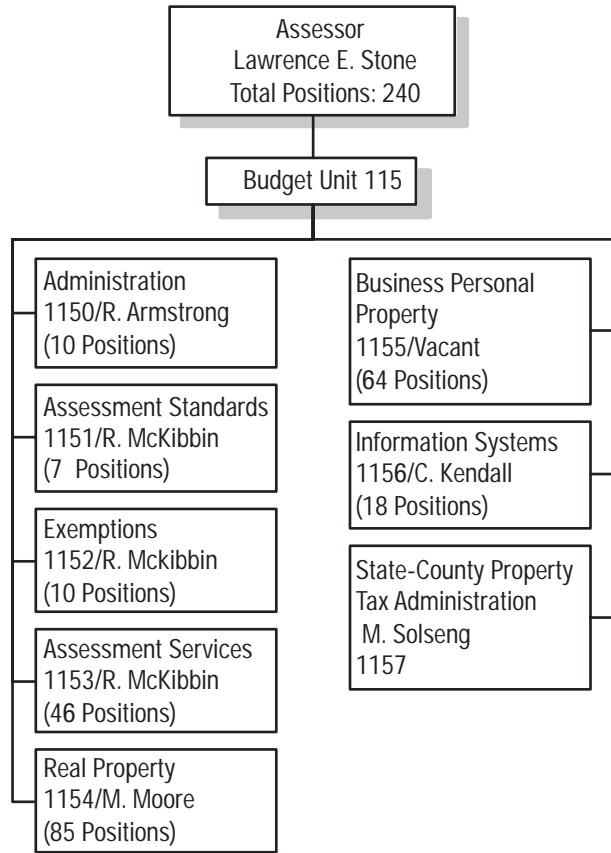 Assessor
Lawrence E. Stone
Total Positions: 240
Budget Unit 115
Administration
1150/R. Armstrong
(10 Positions)
Assessment Standards
1151/R. McKibbin
(7 Positions)
Exemptions
1152/R. Mckibbin
(10 Positions)
Assessment Services
1153/R. McKibbin
(46 Positions)
Real Property
1154/M. Moore
(85 Positions)
Business Personal
Property
1155/Vacant
(64 Positions)
Information Systems
1156/C. Kendall
(18 Positions)
State-County Property
Tax Administration
M. Solseng
1157